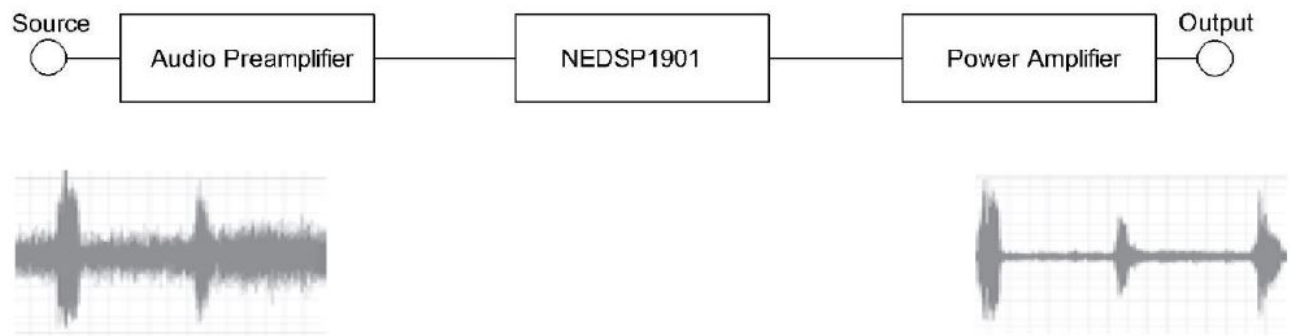 Source
Audio Preamplifier
NEDSP1901
Power Amplifier
Output